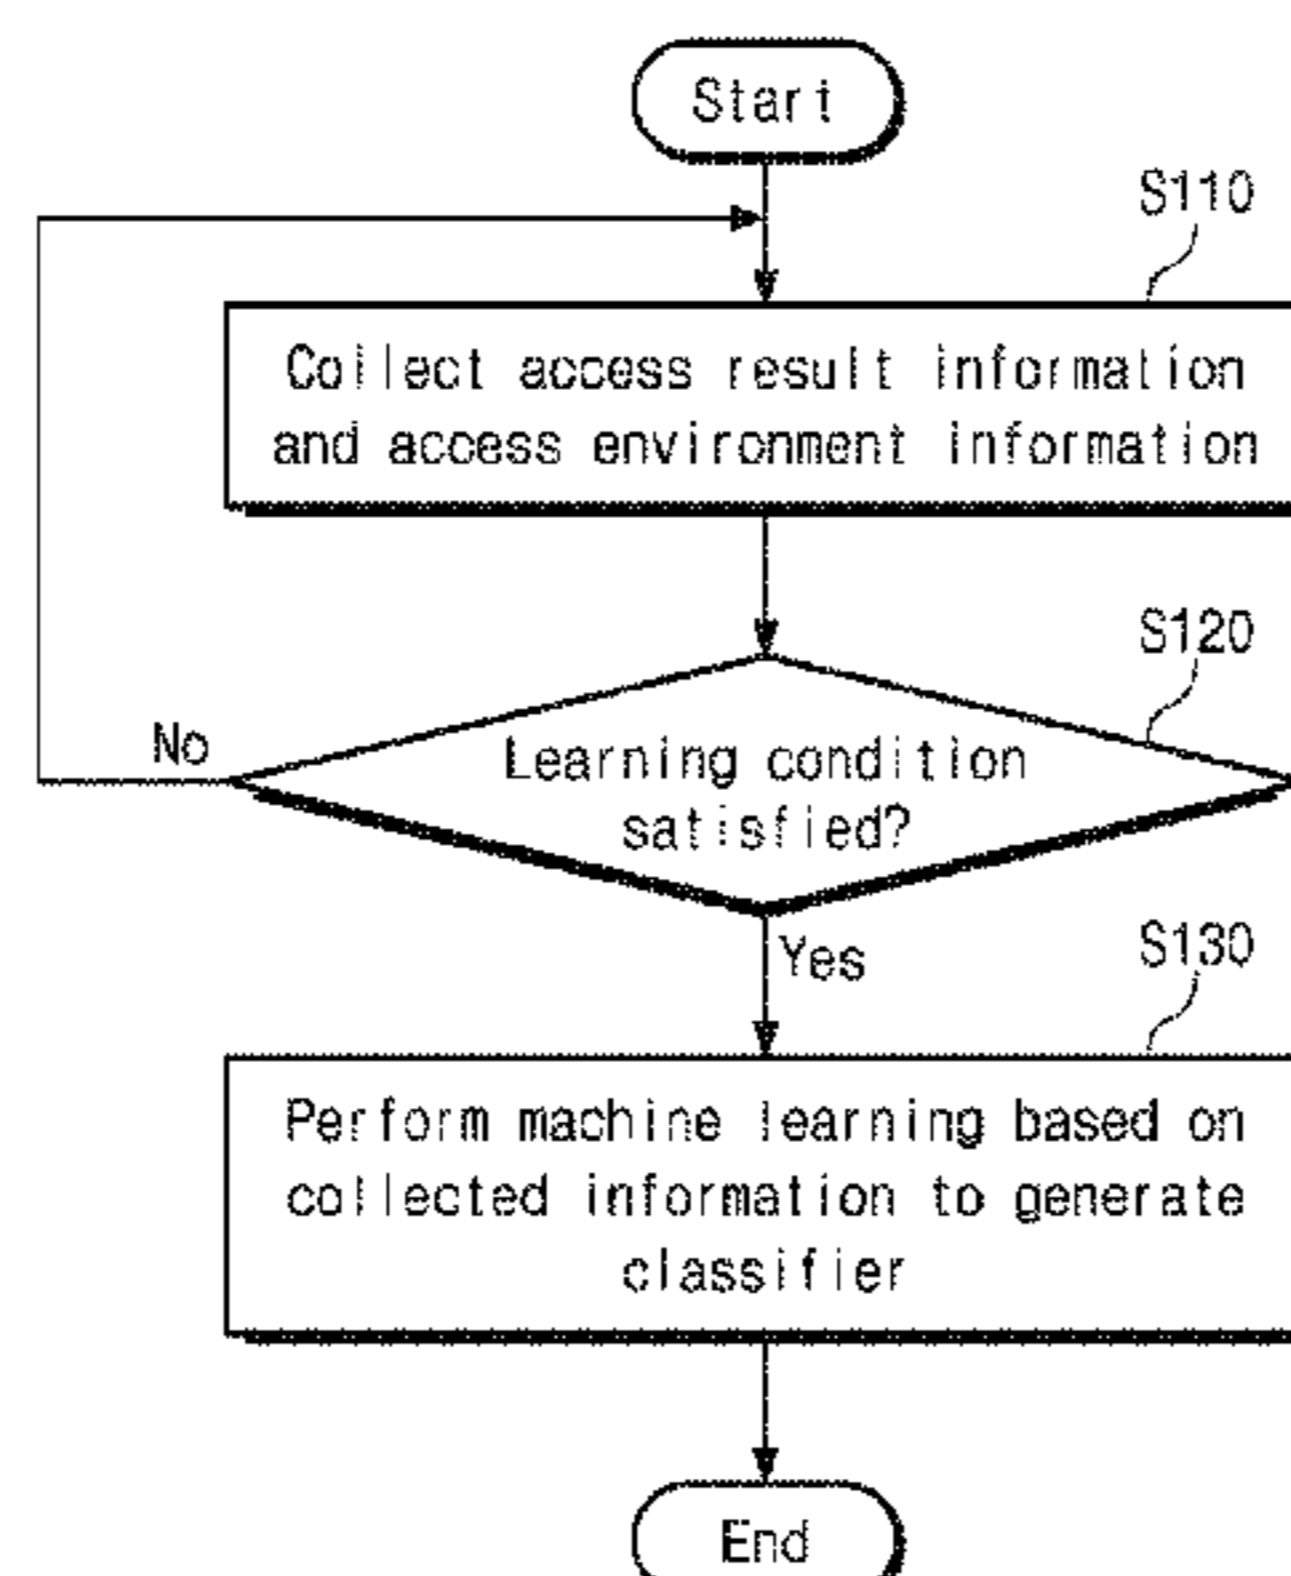 Start
S110
Collect access result information
and access environment information
S120
No
Learning condition
satisfied?
Yes
S130
Perform machine learning based on
collected information to generate
classifier
End